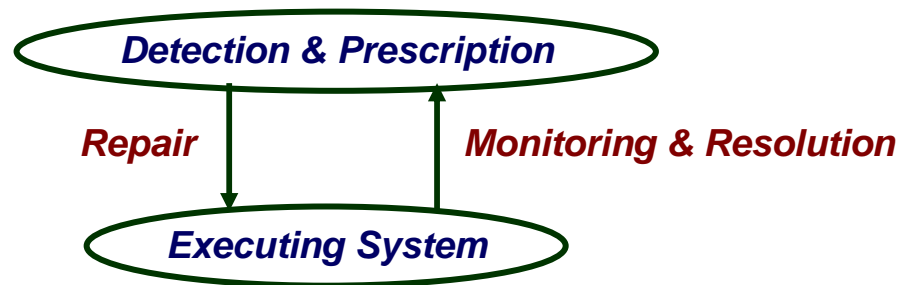 Detection & Prescription
Repair
Monitoring & Resolution
Executing System